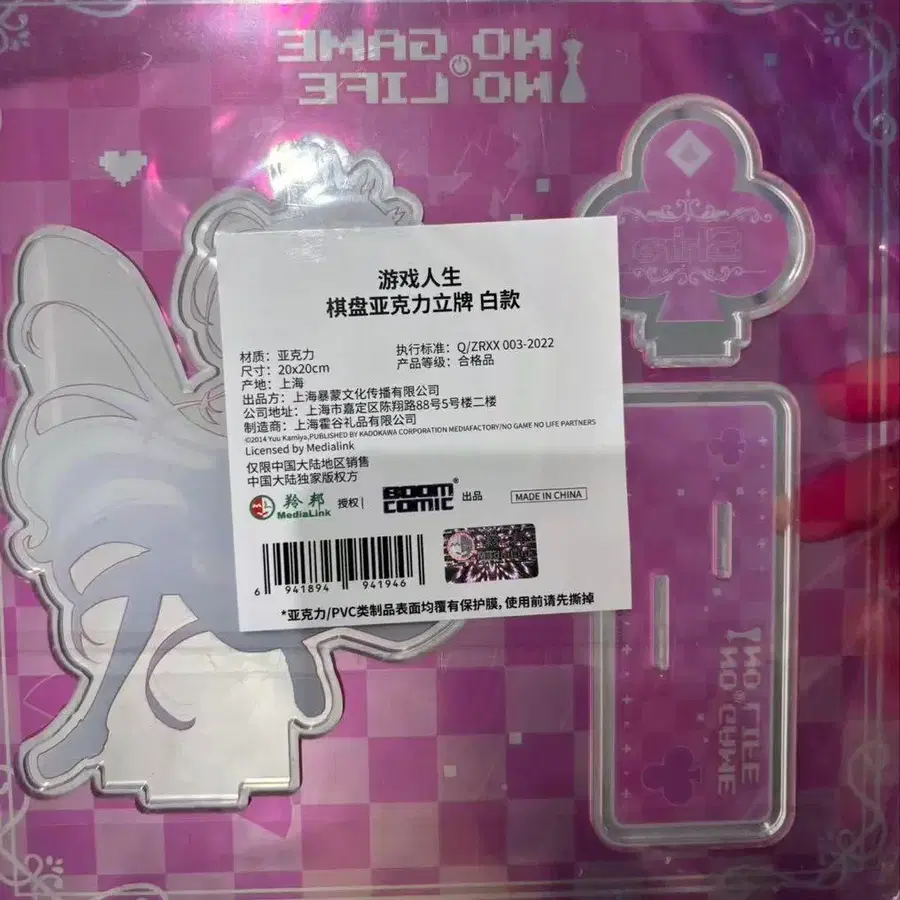 NO GAME
NO LIFE
Shiro
游戏人生
棋盘亚克力立牌 白款
材质：亚克力
尺寸：20x20cm
产地：上海
执行标准：Q/ZRXX 003-2022
产品等级：合格品
出品方：上海暴蒙文化传播有限公司
公司地址：上海市嘉定区陈翔路88号5号楼二楼
制造商：上海霍谷礼品有限公司
©2014 Yuu Kamiya,PUBLISHED BY KADOKAWA CORPORATION MEDIAFACTORY/NO GAME NO LIFE PARTNERS
Licensed by Medialink
仅限中国大陆地区销售
中国大陆独家版权方
羚邦 MediaLink 授权 | BOOM COMIC® 出品 MADE IN CHINA
6 941894 941946
*亚克力/PVC类制品表面均覆有保护膜, 使用前请先撕掉
NO GAME
NO LIFE